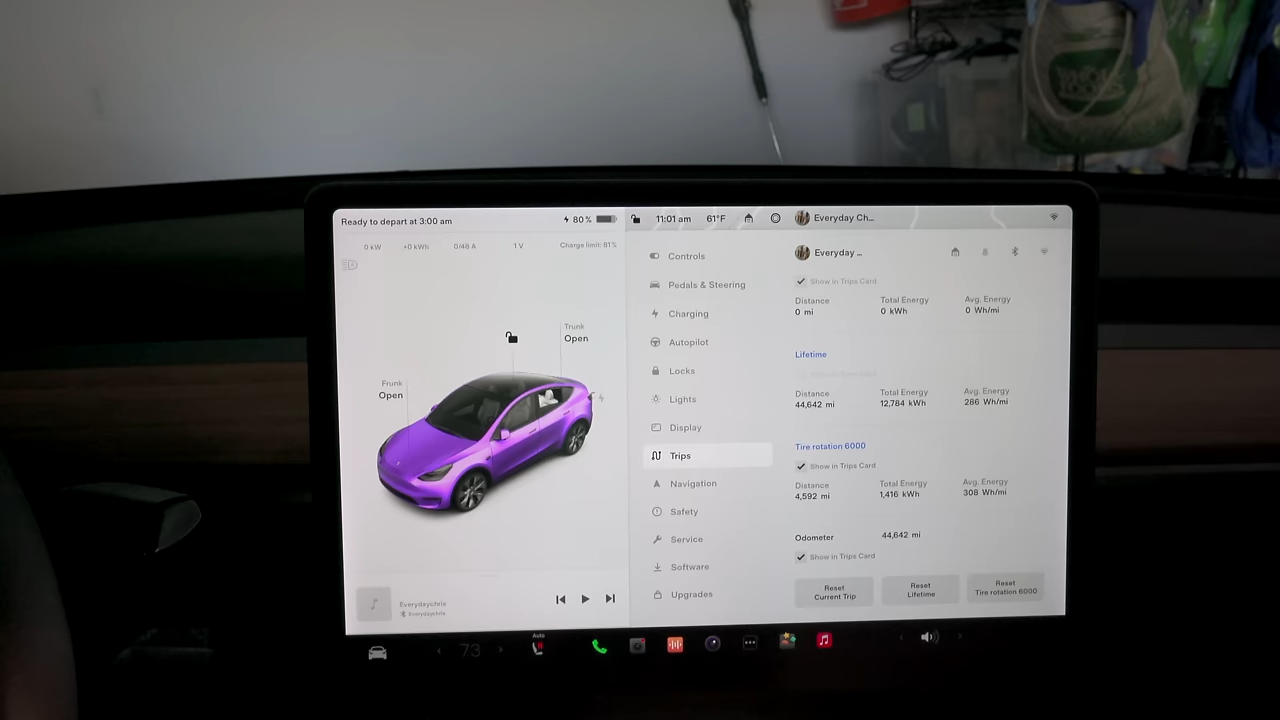 WHOLE
FOODS
Ready to depart at 3:00 am
80%
0 kW +0 kWh 0/48 A 1 V Charge limit: 81%
Trunk
Open
Frunk
Open
Everydaychris
Everydaychris
11:01 am 61°F Everyday Ch...
Controls
Pedals & Steering
Charging
Autopilot
Locks
Lights
Display
Trips
Navigation
Safety
Service
Software
Upgrades
Everyday ...
Show in Trips Card
Distance Total Energy Avg. Energy
0 mi 0 kWh 0 Wh/mi
Lifetime
Distance Total Energy Avg. Energy
44,642 mi 12,784 kWh 286 Wh/mi
Tire rotation 6000
Show in Trips Card
Distance Total Energy Avg. Energy
4,592 mi 1,416 kWh 308 Wh/mi
Odometer 44,642 mi
Show in Trips Card
Reset
Current Trip
Reset
Lifetime
Reset
Tire rotation 6000
73
Auto